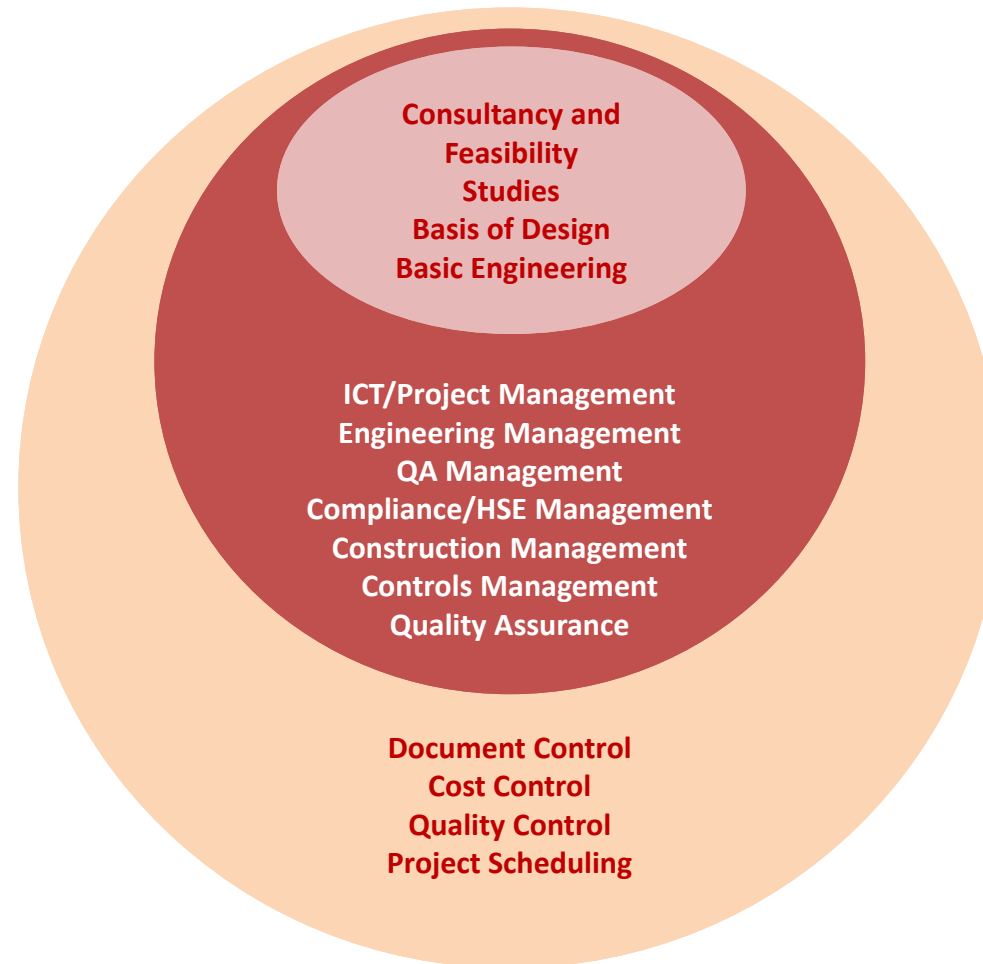 Consultancy and
Feasibility
Studies
Basis of Design
Basic Engineering
ICT/Project Management
Engineering Management
QA Management
Compliance/HSE Management
Construction Management
Controls Management
Quality Assurance
Document Control
Cost Control
Quality Control
Project Scheduling